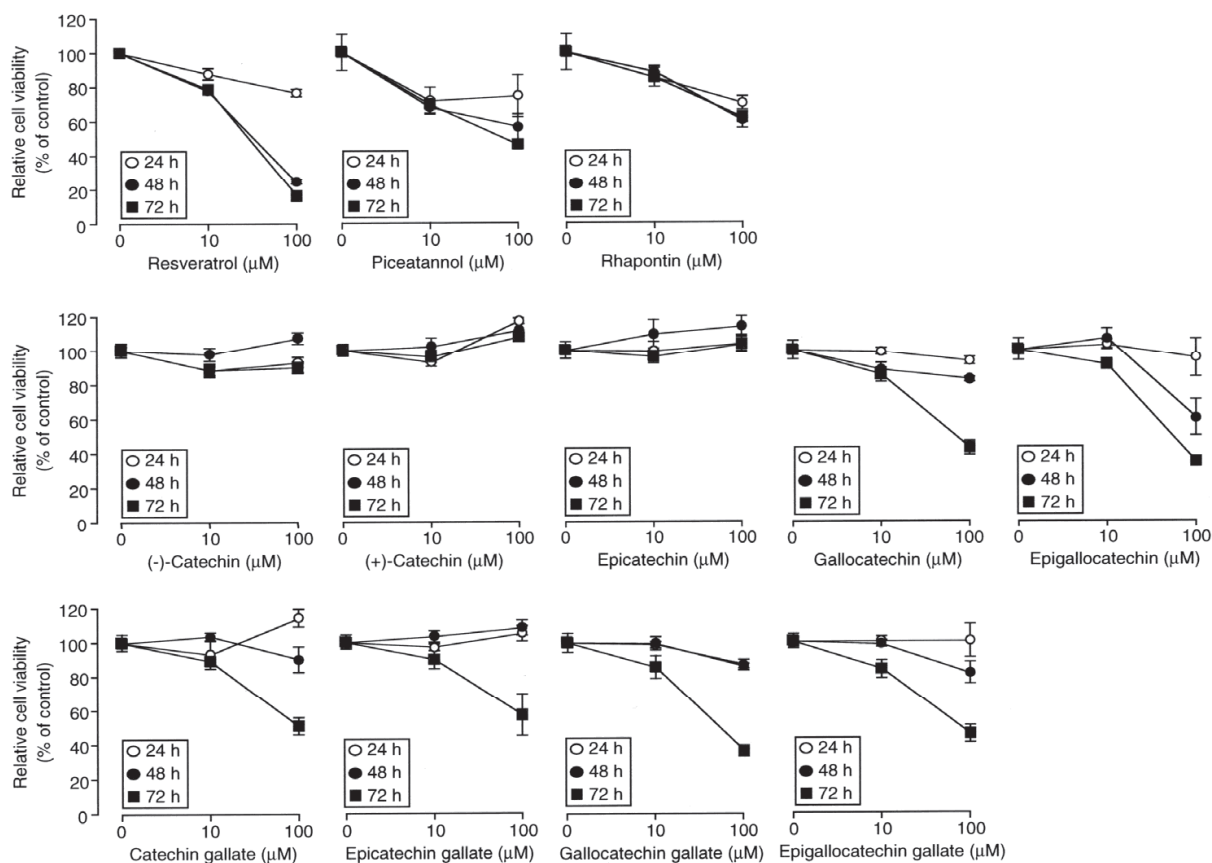 Relative cell viability
(% of control)
120
100
80
60
40
20
0
24 h
48 h
72 h
0 10 100
Resveratrol (μM)
24 h
48 h
72 h
0 10 100
Piceatannol (μM)
24 h
48 h
72 h
0 10 100
Rhapontin (μM)
Relative cell viability
(% of control)
120
100
80
60
40
20
0
24 h
48 h
72 h
0 10 100
(-)-Catechin (μM)
24 h
48 h
72 h
0 10 100
(+)-Catechin (μM)
24 h
48 h
72 h
0 10 100
Epicatechin (μM)
24 h
48 h
72 h
0 10 100
Gallocatechin (μM)
24 h
48 h
72 h
0 10 100
Epigallocatechin (μM)
Relative cell viability
(% of control)
120
100
80
60
40
20
0
24 h
48 h
72 h
0 10 100
Catechin gallate (μM)
24 h
48 h
72 h
0 10 100
Epicatechin gallate (μM)
24 h
48 h
72 h
0 10 100
Gallocatechin gallate (μM)
24 h
48 h
72 h
0 10 100
Epigallocatechin gallate (μM)